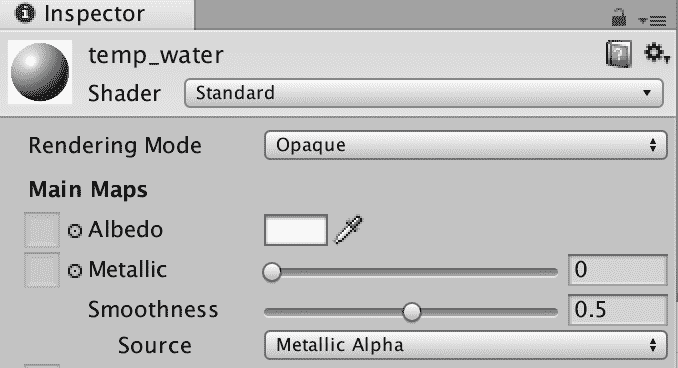 Inspector
temp_water
Shader Standard
Rendering Mode Opaque
Main Maps
Albedo
Metallic 0
Smoothness 0.5
Source Metallic Alpha